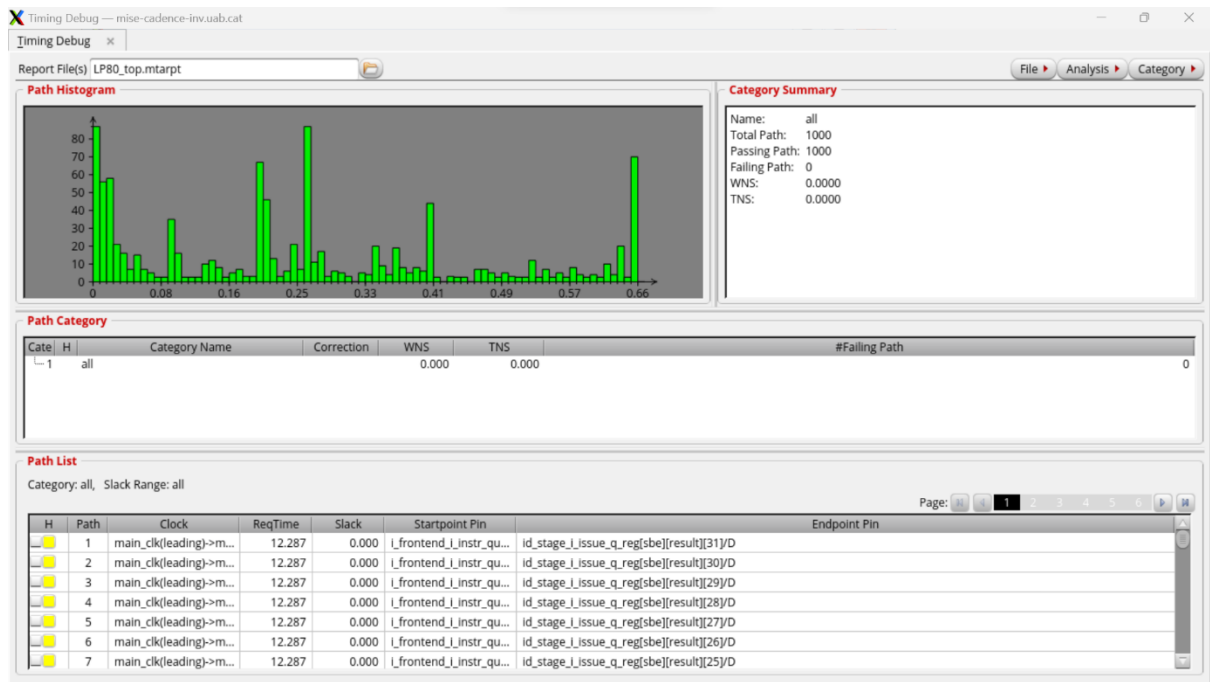 Timing Debug — mise-cadence-inv.uab.cat
Timing Debug
Report File(s) LP80_top.mtarpt
File Analysis Category
Path Histogram
80
70
60
50
40
30
20
10
0
0 0.08 0.16 0.25 0.33 0.41 0.49 0.57 0.66
Category Summary
Name: all
Total Path: 1000
Passing Path: 1000
Failing Path: 0
WNS: 0.0000
TNS: 0.0000
Path Category
Cate H Category Name Correction WNS TNS #Failing Path
1 all 0.000 0.000 0
Path List
Category: all, Slack Range: all
Page: 1 2 3 4 5 6
H Path Clock ReqTime Slack Startpoint Pin Endpoint Pin
1 main_clk(leading)->m... 12.287 0.000 i_frontend_i_instr_qu... id_stage_i_issue_q_reg[sbe][result][31]/D
2 main_clk(leading)->m... 12.287 0.000 i_frontend_i_instr_qu... id_stage_i_issue_q_reg[sbe][result][30]/D
3 main_clk(leading)->m... 12.287 0.000 i_frontend_i_instr_qu... id_stage_i_issue_q_reg[sbe][result][29]/D
4 main_clk(leading)->m... 12.287 0.000 i_frontend_i_instr_qu... id_stage_i_issue_q_reg[sbe][result][28]/D
5 main_clk(leading)->m... 12.287 0.000 i_frontend_i_instr_qu... id_stage_i_issue_q_reg[sbe][result][27]/D
6 main_clk(leading)->m... 12.287 0.000 i_frontend_i_instr_qu... id_stage_i_issue_q_reg[sbe][result][26]/D
7 main_clk(leading)->m... 12.287 0.000 i_frontend_i_instr_qu... id_stage_i_issue_q_reg[sbe][result][25]/D